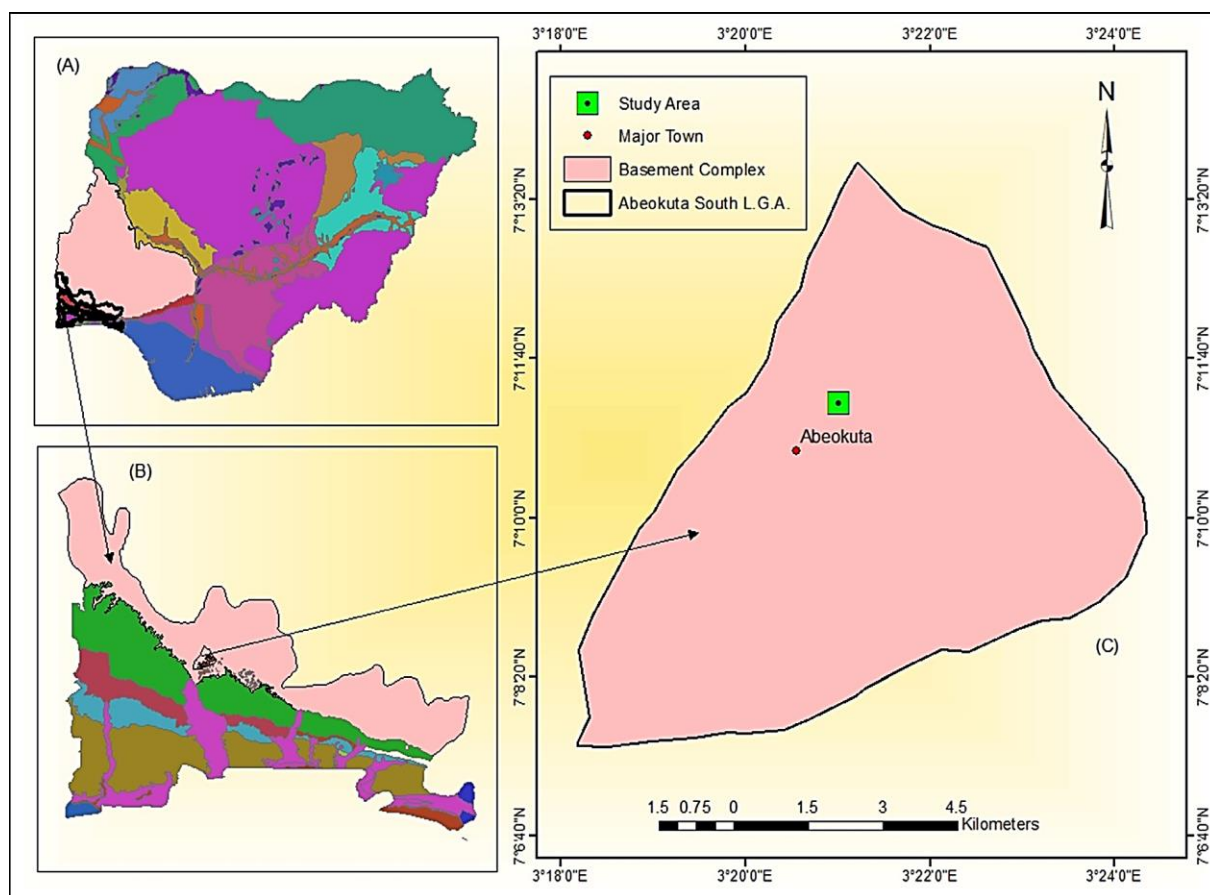 (A)
(B)
3°18'0"E 3°20'0"E 3°22'0"E 3°24'0"E
Study Area
Major Town
Basement Complex
Abeokuta South L.G.A.
N
7°13'20"N 7°13'20"N
7°11'40"N 7°11'40"N
Abeokuta
7°10'0"N 7°10'0"N
(C)
7°8'20"N 7°8'20"N
1.5 0.75 0 1.5 3 4.5
Kilometers
7°6'40"N 7°6'40"N
3°18'0"E 3°20'0"E 3°22'0"E 3°24'0"E